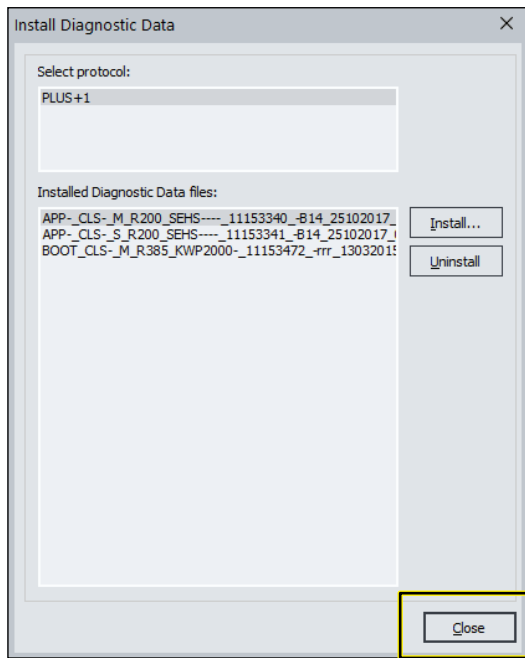 Install Diagnostic Data
Select protocol:
PLUS+1
Installed Diagnostic Data files:
APP-_CLS-_M_R200_SEHS----_11153340_-B14_25102017_
APP-_CLS-_S_R200_SEHS----_11153341_-B14_25102017_(
BOOT_CLS-_M_R385_KWP2000-_11153472_-rrr_13032015
Install...
Uninstall
Close